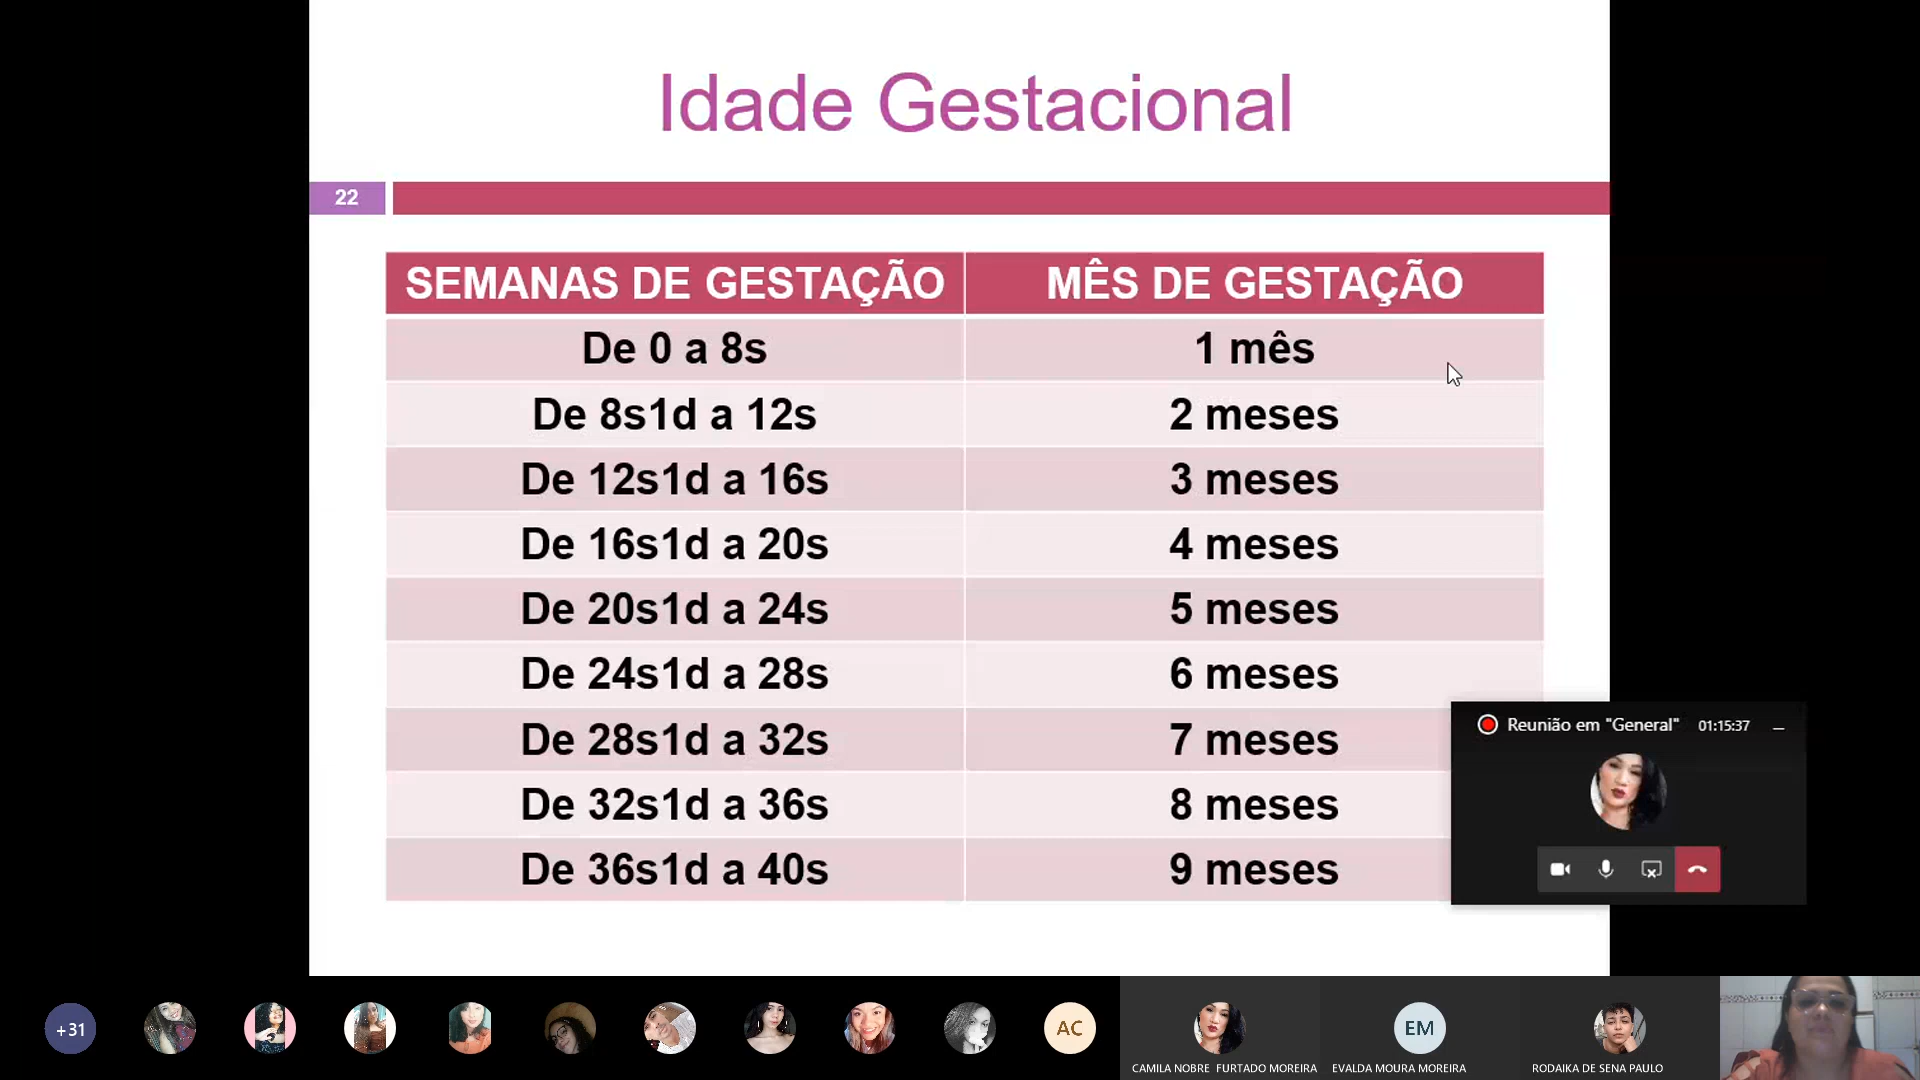 Idade Gestacional
22
SEMANAS DE GESTAÇÃO MÊS DE GESTAÇÃO
De 0 a 8s 1 mês
De 8s1d a 12s 2 meses
De 12s1d a 16s 3 meses
De 16s1d a 20s 4 meses
De 20s1d a 24s 5 meses
De 24s1d a 28s 6 meses
De 28s1d a 32s 7 meses
De 32s1d a 36s 8 meses
De 36s1d a 40s 9 meses
Reunião em "General" 01:15:37
+31
AC
EM
CAMILA NOBRE FURTADO MOREIRA
EVALDA MOURA MOREIRA
RODAIKA DE SENA PAULO